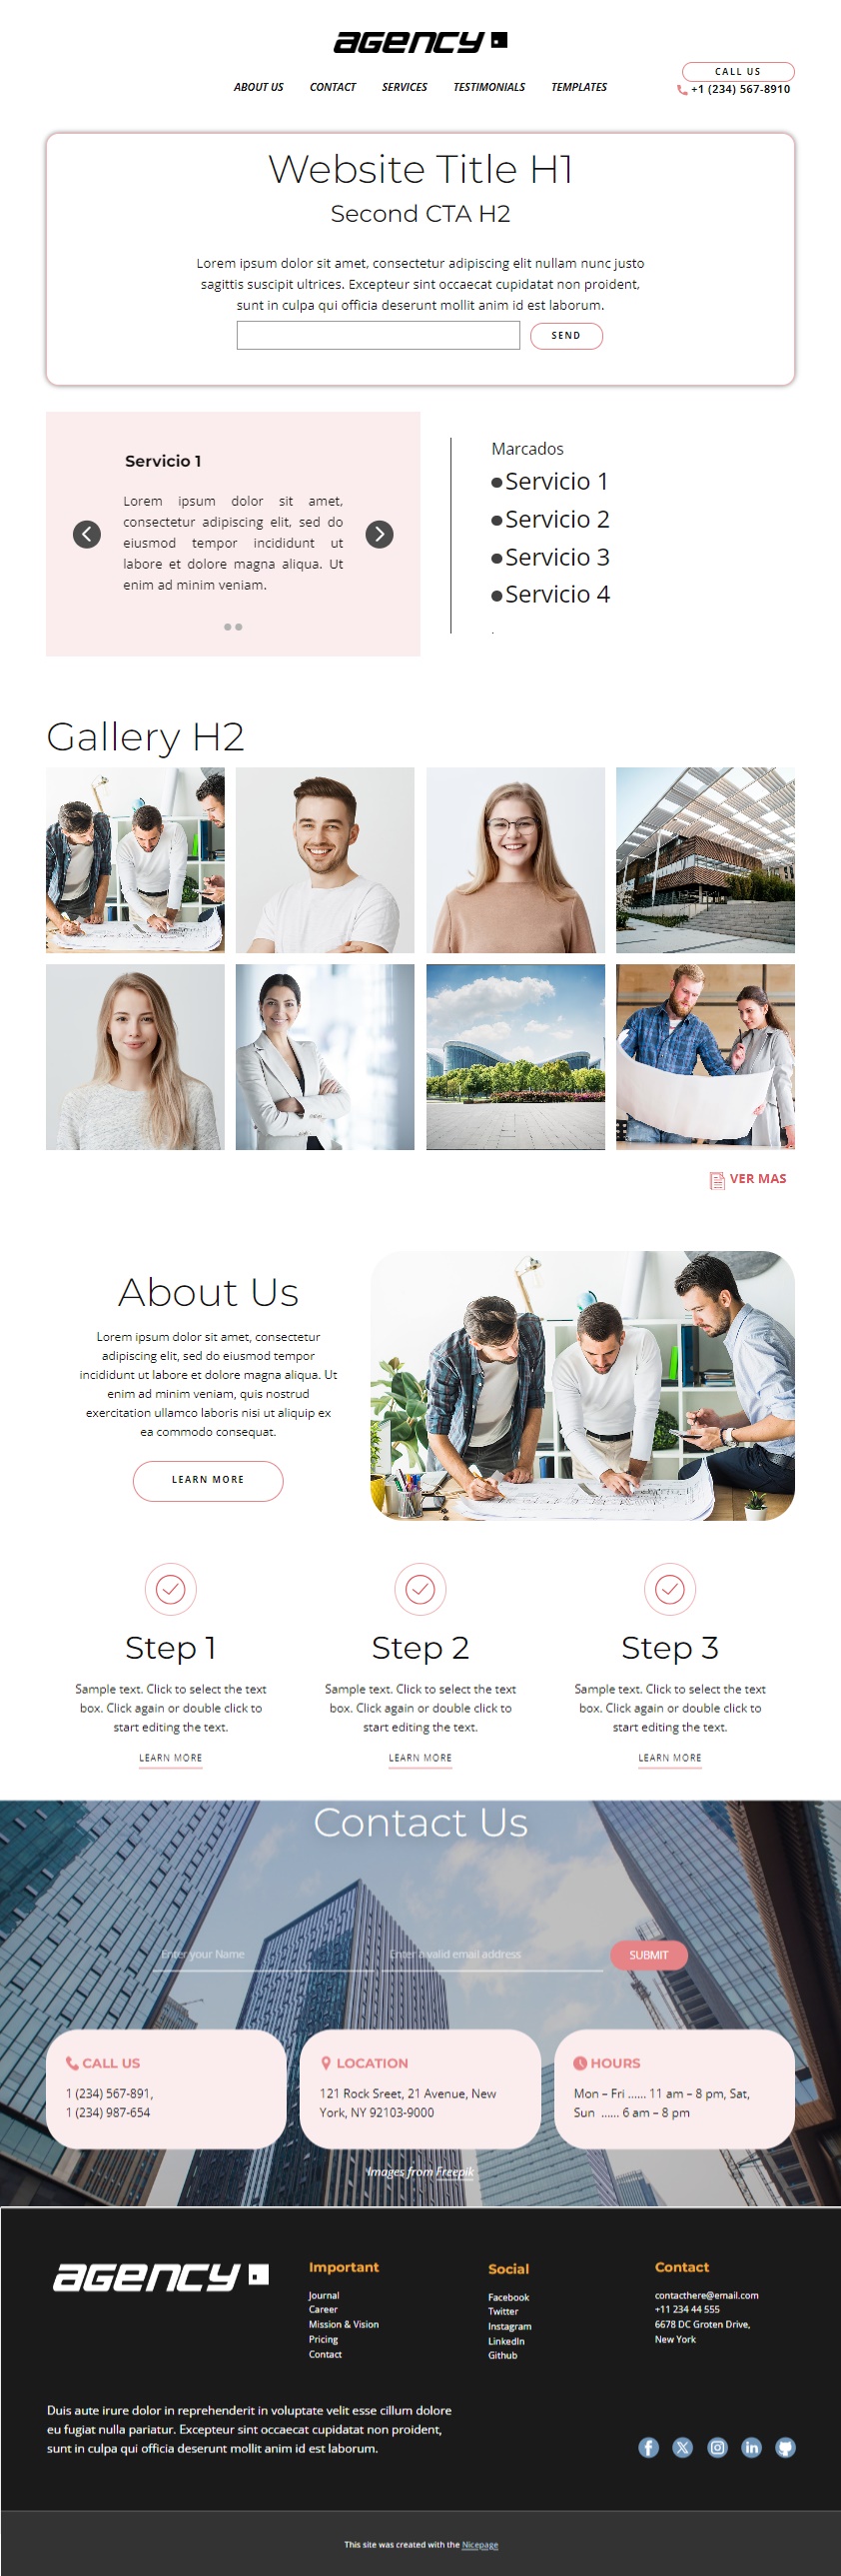 AGENCY
ABOUT US CONTACT SERVICES TESTIMONIALS TEMPLATES
CALL US
+1 (234) 567-8910
Website Title H1
Second CTA H2
Lorem ipsum dolor sit amet, consectetur adipiscing elit nullam nunc justo
sagittis suscipit ultrices. Excepteur sint occaecat cupidatat non proident,
sunt in culpa qui officia deserunt mollit anim id est laborum.
SEND
Servicio 1
Lorem ipsum dolor sit amet,
consectetur adipiscing elit, sed do
eiusmod tempor incididunt ut
labore et dolore magna aliqua. Ut
enim ad minim veniam.
Marcados
Servicio 1
Servicio 2
Servicio 3
Servicio 4
.
Gallery H2
VER MAS
About Us
Lorem ipsum dolor sit amet, consectetur
adipiscing elit, sed do eiusmod tempor
incididunt ut labore et dolore magna aliqua. Ut
enim ad minim veniam, quis nostrud
exercitation ullamco laboris nisi ut aliquip ex
ea commodo consequat.
LEARN MORE
Step 1
Sample text. Click to select the text
box. Click again or double click to
start editing the text.
LEARN MORE
Step 2
Sample text. Click to select the text
box. Click again or double click to
start editing the text.
LEARN MORE
Step 3
Sample text. Click to select the text
box. Click again or double click to
start editing the text.
LEARN MORE
Contact Us
Enter your Name
Enter a valid email address
SUBMIT
CALL US
1 (234) 567-891,
1 (234) 987-654
LOCATION
121 Rock Sreet, 21 Avenue, New
York, NY 92103-9000
HOURS
Mon – Fri ...... 11 am – 8 pm, Sat,
Sun ...... 6 am – 8 pm
Images from Freepik
AGENCY
Important
Journal
Career
Mission & Vision
Pricing
Contact
Social
Facebook
Twitter
Instagram
LinkedIn
Github
Contact
contacthere@email.com
+11 234 44 555
6678 DC Groten Drive,
New York
Duis aute irure dolor in reprehenderit in voluptate velit esse cillum dolore
eu fugiat nulla pariatur. Excepteur sint occaecat cupidatat non proident,
sunt in culpa qui officia deserunt mollit anim id est laborum.
This site was created with the Nicepage